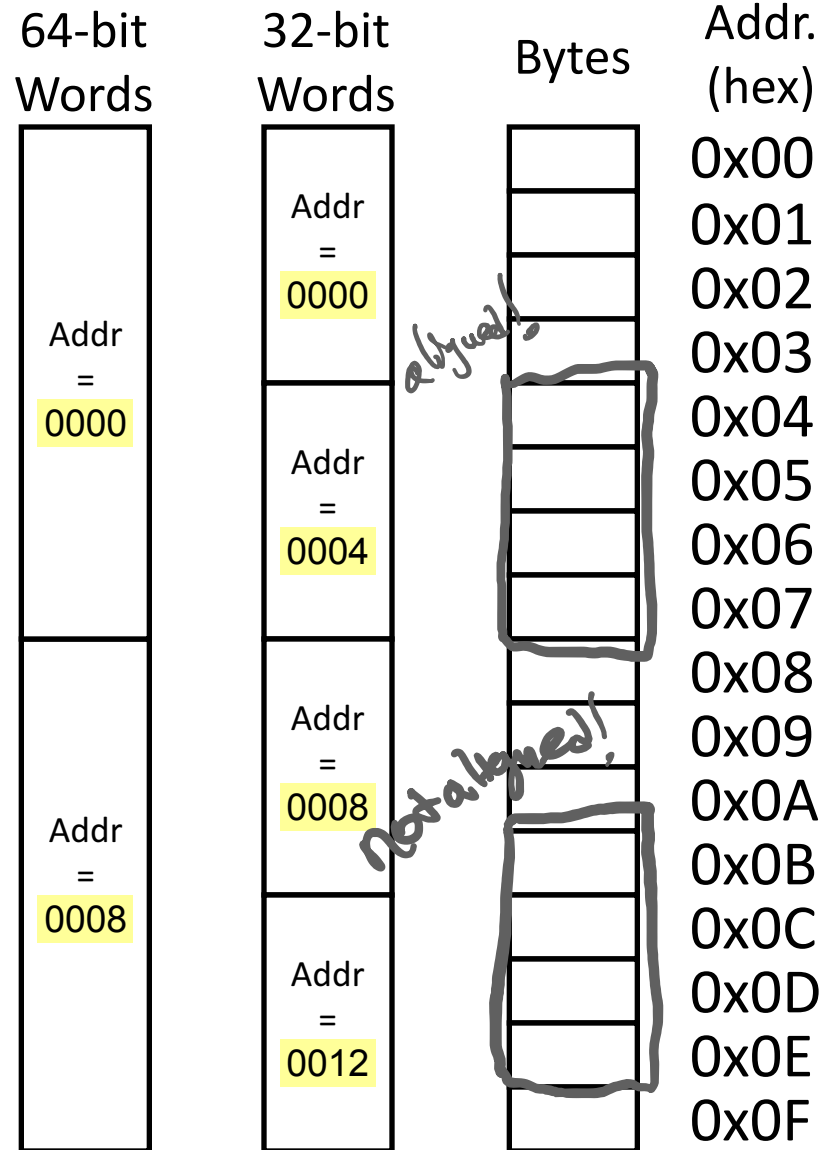 64-bit
Words
32-bit
Words
Bytes
Addr.
(hex)
Addr
=
0000
Addr
=
0008
Addr
=
0000
Addr
=
0004
Addr
=
0008
Addr
=
0012
aligned!
Not aligned!
0x00
0x01
0x02
0x03
0x04
0x05
0x06
0x07
0x08
0x09
0x0A
0x0B
0x0C
0x0D
0x0E
0x0F